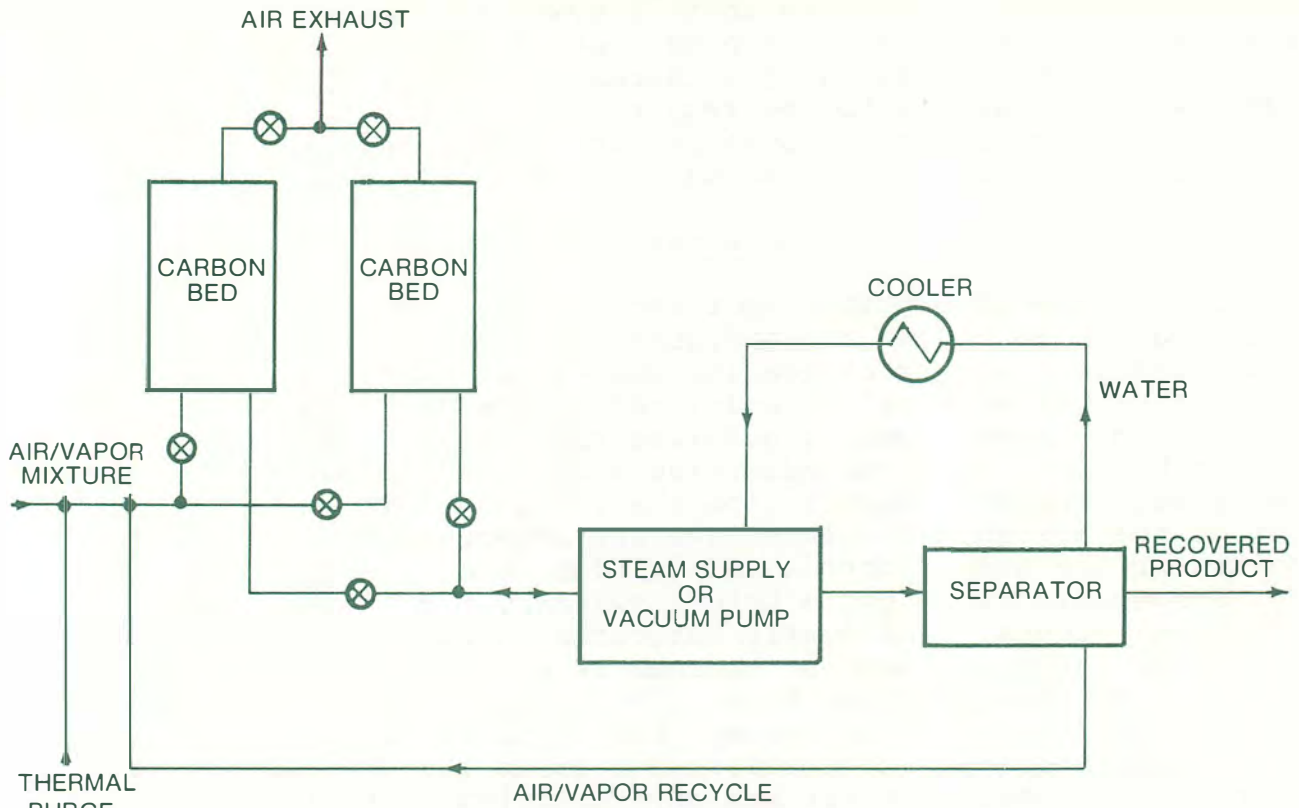 AIR EXHAUST
CARBON
BED
CARBON
BED
COOLER
WATER
AIR/VAPOR
MIXTURE
STEAM SUPPLY
OR
VACUUM PUMP
SEPARATOR
RECOVERED
PRODUCT
THERMAL
PURGE
AIR/VAPOR RECYCLE